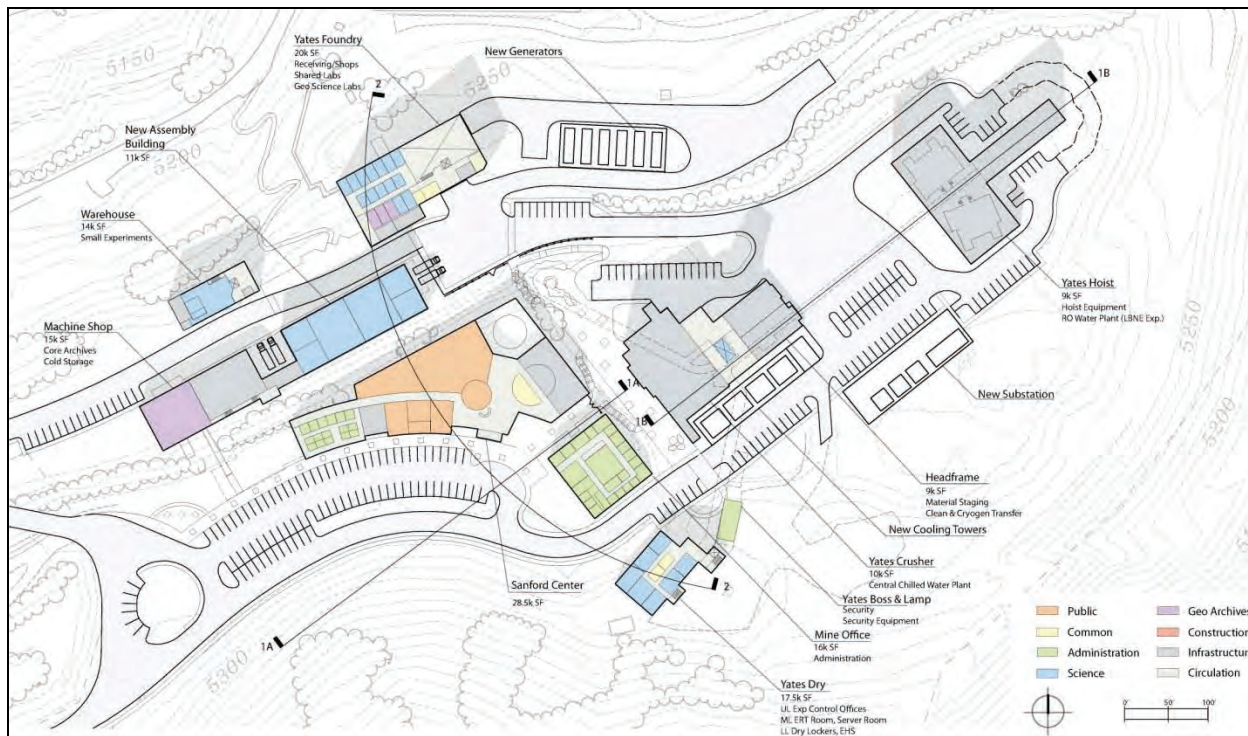 Yates Foundry
20k SF
Receiving/Shops
Shared Labs
Geo Science Labs
2
New Generators
1B
5150
5250
5200
New Assembly
Building
11k SF
Warehouse
14k SF
Small Experiments
Machine Shop
15k SF
Core Archives
Cold Storage
Yates Hoist
9k SF
Hoist Equipment
RO Water Plant (LBNE Exp.)
5250
5200
New Substation
1A
1B
Headframe
9k SF
Material Staging
Clean & Cryogen Transfer
New Cooling Towers
Yates Crusher
10k SF
Central Chilled Water Plant
Yates Boss & Lamp
Security
Security Equipment
Mine Office
16k SF
Administration
Sanford Center
28.5k SF
2
1A
5300
Yates Dry
17.5k SF
UL Exp Control Offices
ML ERT Room, Server Room
LL Dry Lockers, EHS
Public
Common
Administration
Science
Geo Archives
Construction
Infrastructur
Circulation
0' 50' 100'